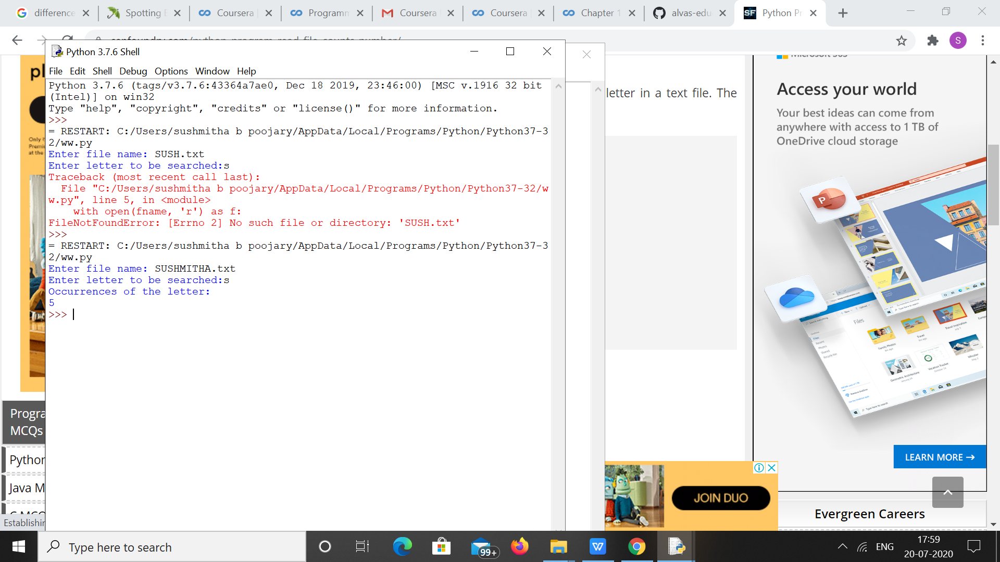 difference
Spotting
Coursera
Programm
Coursera
Coursera
Chapter 1
alvas-edu
Python Pr
S
Python 3.7.6 Shell
File Edit Shell Debug Options Window Help
Python 3.7.6 (tags/v3.7.6:43364a7ae0, Dec 18 2019, 23:46:00) [MSC v.1916 32 bit
(Intel)] on win32
Type "help", "copyright", "credits" or "license()" for more information.
>>>
= RESTART: C:/Users/sushmitha b poojary/AppData/Local/Programs/Python/Python37-3
2/ww.py
Enter file name: SUSH.txt
Enter letter to be searched:s
Traceback (most recent call last):
  File "C:/Users/sushmitha b poojary/AppData/Local/Programs/Python/Python37-32/w
w.py", line 5, in <module>
    with open(fname, 'r') as f:
FileNotFoundError: [Errno 2] No such file or directory: 'SUSH.txt'
>>>
= RESTART: C:/Users/sushmitha b poojary/AppData/Local/Programs/Python/Python37-3
2/ww.py
Enter file name: SUSHMITHA.txt
Enter letter to be searched:s
Occurrences of the letter:
5
>>>
pl
Only
Premi
at the
Progra
MCQs
Python
Java M
C MCQ
Establishin
letter in a text file. The
Microsoft 365
Access your world
Your best ideas can come from
anywhere with access to 1 TB of
OneDrive cloud storage
Files
LEARN MORE →
JOIN DUO
Evergreen Careers
Type here to search
99+
ENG
17:59
20-07-2020